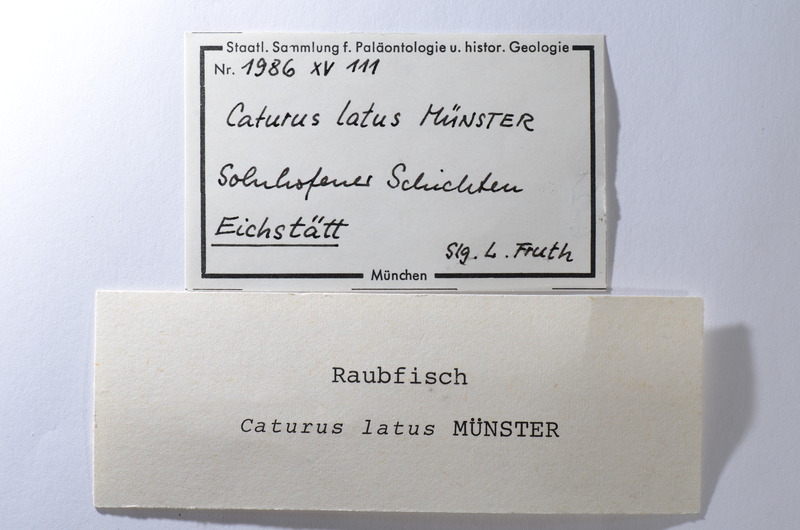 Staatl. Sammlung f. Paläontologie u. histor. Geologie
Nr. 1986 XV 111
Caturus latus MÜNSTER
Solnhofener Schichten
Eichstätt
Slg. L. Fruth
München
Raubfisch
Caturus latus MÜNSTER